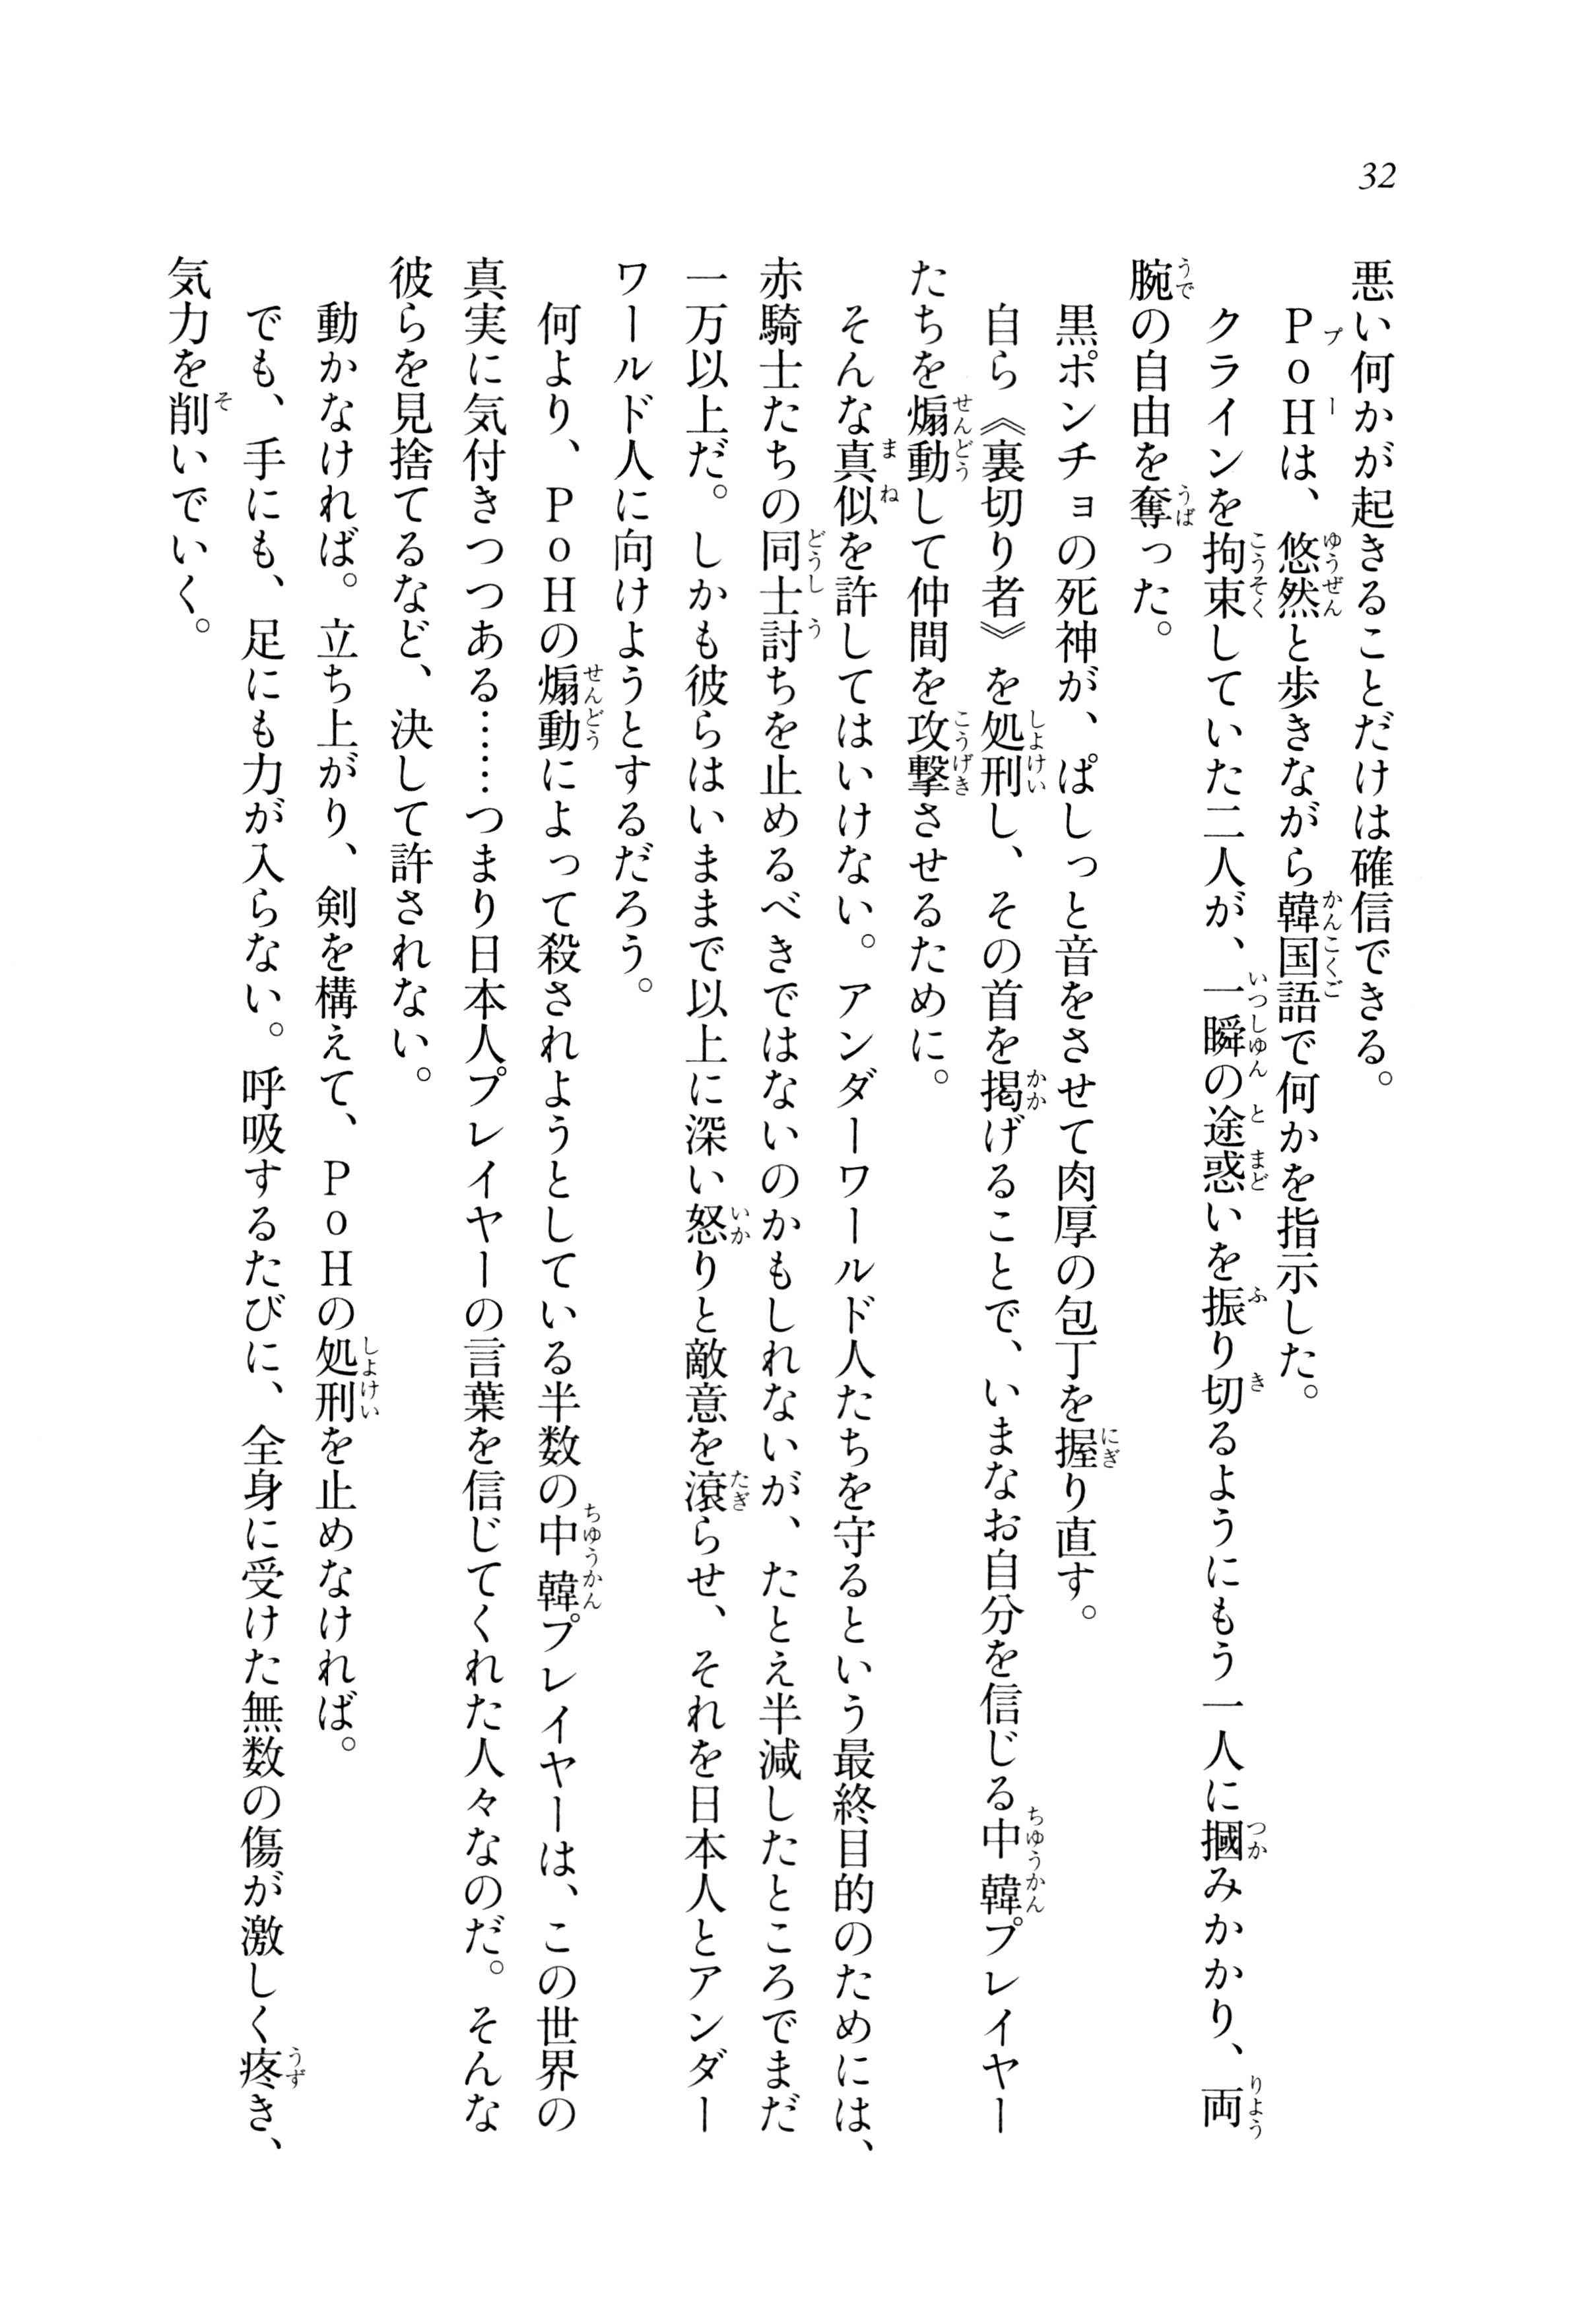 32
悪い何かが起きることだけは確信できる。
　PoHは、悠然と歩きながら韓国語で何かを指示した。
　クラインを拘束していた二人が、一瞬の途惑いを振り切るようにもう一人に摑みかかり、両
腕の自由を奪った。
　黒ポンチョの死神が、ぱしっと音をさせて肉厚の包丁を握り直す。
　自ら《裏切り者》を処刑し、その首を掲げることで、いまなお自分を信じる中韓プレイヤー
たちを煽動して仲間を攻撃させるために。
　そんな真似を許してはいけない。アンダーワールド人たちを守るという最終目的のためには、
赤騎士たちの同士討ちを止めるべきではないのかもしれないが、たとえ半減したところでまだ
一万以上だ。しかも彼らはいままで以上に深い怒りと敵意を滾らせ、それを日本人とアンダー
ワールド人に向けようとするだろう。
　何より、PoHの煽動によって殺されようとしている半数の中韓プレイヤーは、この世界の
真実に気付きつつある……つまり日本人プレイヤーの言葉を信じてくれた人々なのだ。そんな
彼らを見捨てるなど、決して許されない。
　動かなければ。立ち上がり、剣を構えて、PoHの処刑を止めなければ。
　でも、手にも、足にも力が入らない。呼吸するたびに、全身に受けた無数の傷が激しく疼き、
気力を削いでいく。